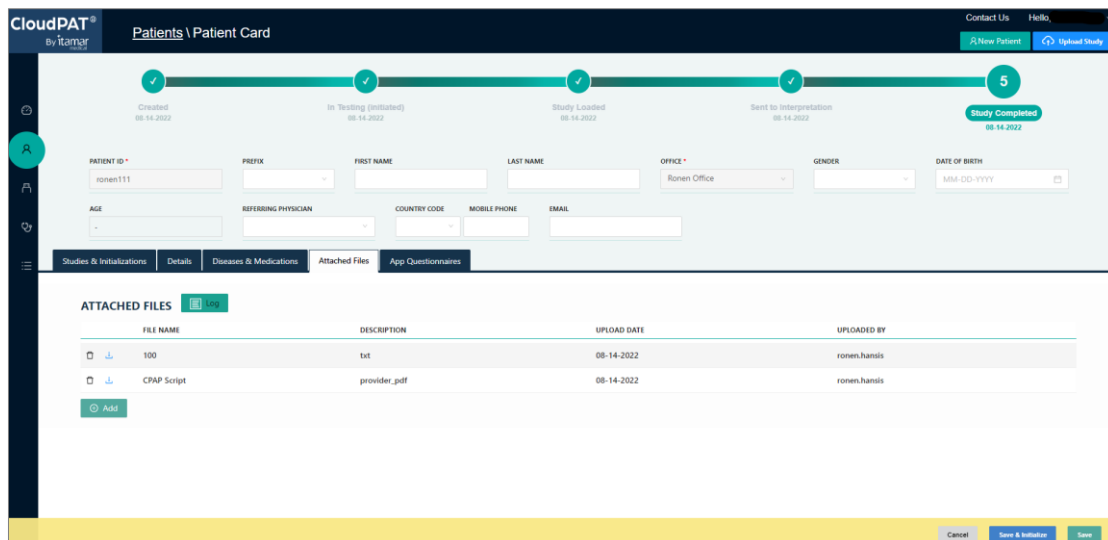 CloudPAT®
By itamar
medical
Patients \ Patient Card
Contact Us Hello,
New Patient Upload Study
5
Created In Testing (Initiated) Study Loaded Sent to Interpretation Study Completed
08-14-2022 08-14-2022 08-14-2022 08-14-2022 08-14-2022
PATIENT ID * PREFIX FIRST NAME LAST NAME OFFICE * GENDER DATE OF BIRTH
ronen111 Ronen Office MM-DD-YYYY
AGE REFERRING PHYSICIAN COUNTRY CODE MOBILE PHONE EMAIL
-
Studies & Initializations Details Diseases & Medications Attached Files App Questionnaires
ATTACHED FILES Log
FILE NAME DESCRIPTION UPLOAD DATE UPLOADED BY
100 txt 08-14-2022 ronen.hansis
CPAP Script provider_pdf 08-14-2022 ronen.hansis
Add
Cancel Save & Initialize Save